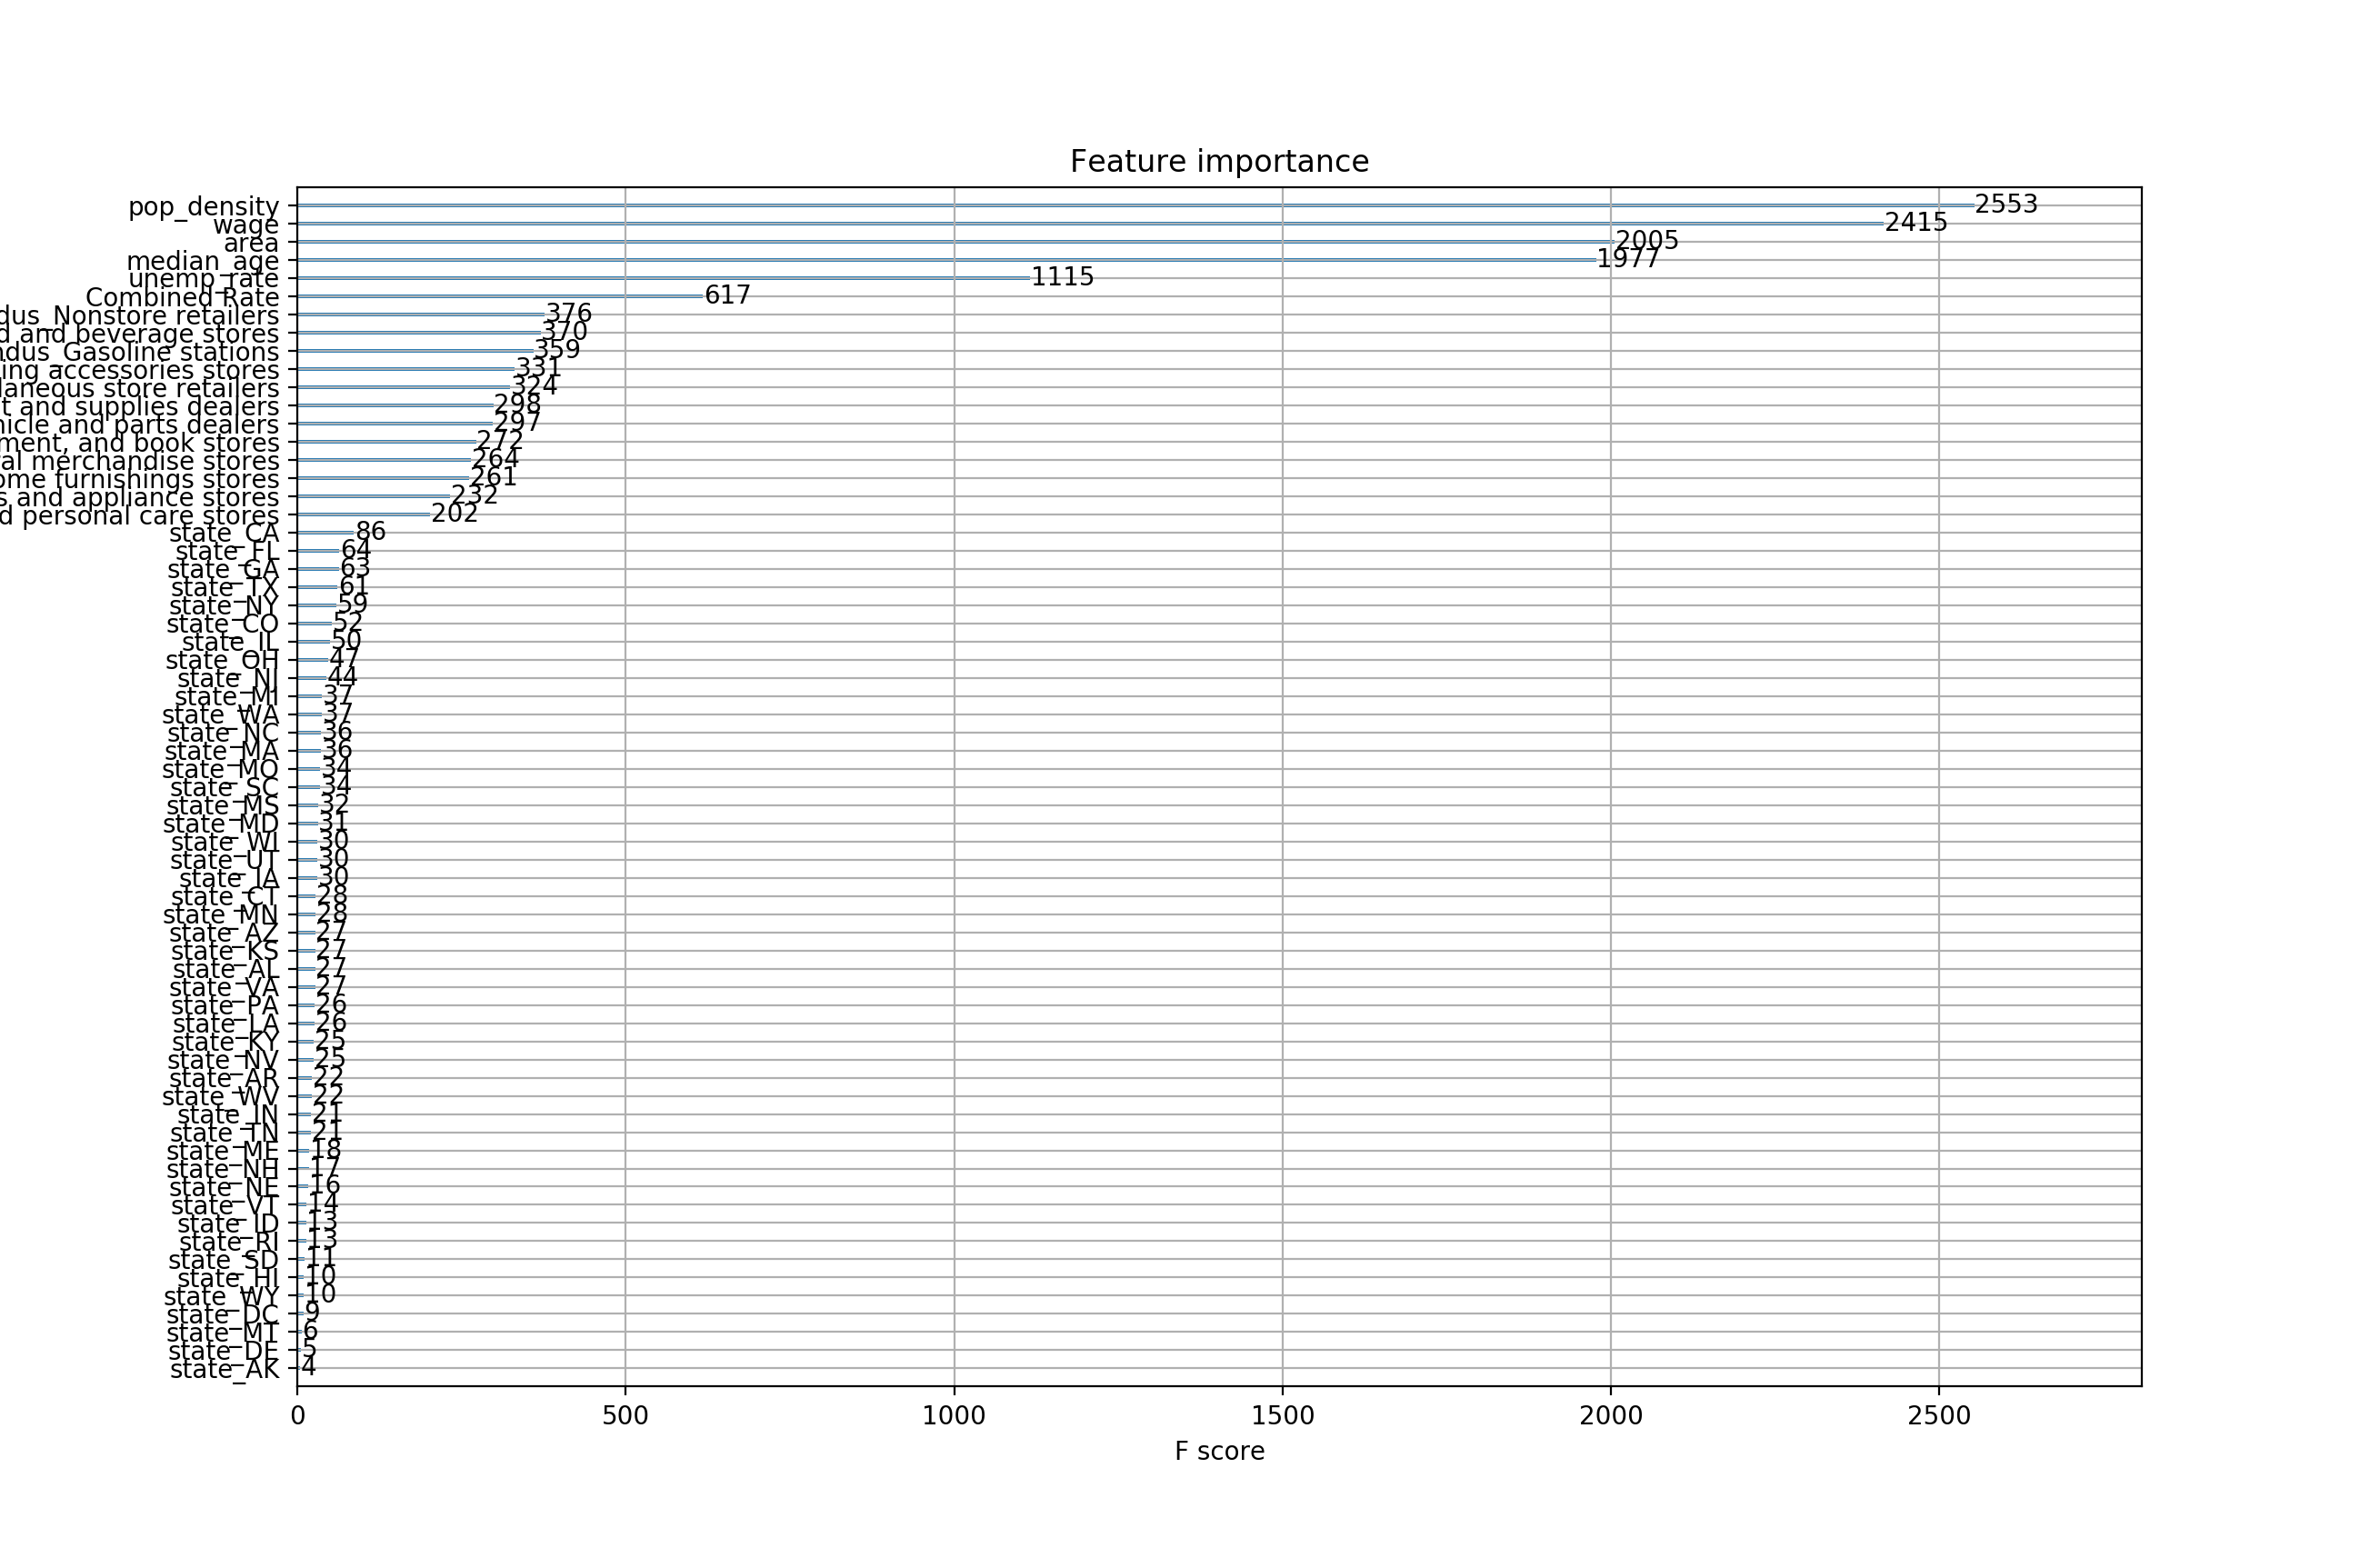 Feature importance
pop_density 2553
wage 2415
area 2005
median_age 1977
unemp_rate 1115
Combined_Rate 617
dus_Nonstore retailers 376
d and beverage stores 370
ndus_Gasoline stations 359
ing accessories stores 331
laneous store retailers 324
t and supplies dealers 298
hicle and parts dealers 297
ment, and book stores 272
al merchandise stores 264
ome furnishings stores 261
s and appliance stores 232
d personal care stores 202
state_CA 86
state_FL 64
state_GA 63
state_TX 61
state_NY 59
state_CO 52
state_IL 50
state_OH 47
state_NJ 44
state_MI 37
state_WA 37
state_NC 36
state_MA 36
state_MO 34
state_SC 34
state_MS 32
state_MD 31
state_WI 30
state_UT 30
state_IA 30
state_CT 28
state_MN 28
state_AZ 27
state_KS 27
state_AL 27
state_VA 27
state_PA 26
state_LA 26
state_KY 25
state_NV 25
state_AR 22
state_WV 22
state_IN 21
state_TN 21
state_ME 18
state_NH 17
state_NE 16
state_VT 14
state_ID 13
state_RI 13
state_SD 11
state_HI 10
state_WY 10
state_DC 9
state_MT 6
state_DE 5
state_AK 4
0 500 1000 1500 2000 2500
F score